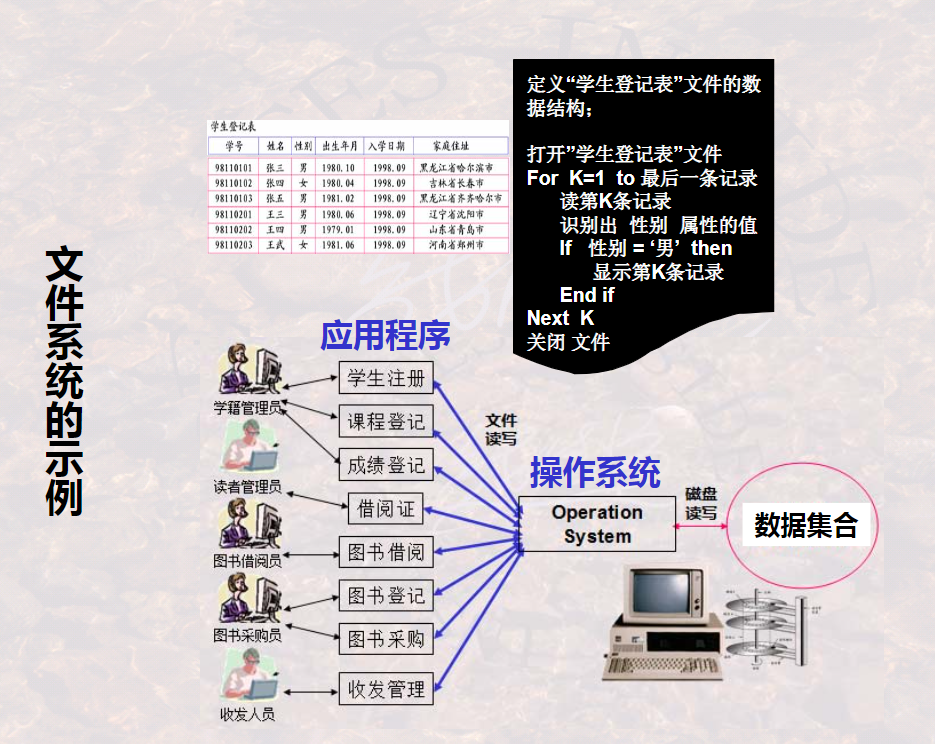 文件系统的示例
学生登记表
学号 姓名 性别 出生年月 入学日期 家庭住址
98110101 张三 男 1980.10 1998.09 黑龙江省哈尔滨市
98110102 张四 女 1980.04 1998.09 吉林省长春市
98110103 张五 男 1981.02 1998.09 黑龙江省齐齐哈尔市
98110201 王三 男 1980.06 1998.09 辽宁省沈阳市
98110202 王四 男 1979.01 1998.09 山东省青岛市
98110203 王武 女 1981.06 1998.09 河南省郑州市
定义“学生登记表”文件的数
据结构；
打开”学生登记表”文件
For K=1 to 最后一条记录
读第K条记录
识别出 性别 属性的值
If 性别 = ‘男’ then
显示第K条记录
End if
Next K
关闭 文件
应用程序
学籍管理员
读者管理员
图书借阅员
图书采购员
收发人员
学生注册
课程登记
成绩登记
借阅证
图书借阅
图书登记
图书采购
收发管理
文件
读写
操作系统
Operation
System
磁盘
读写
数据集合